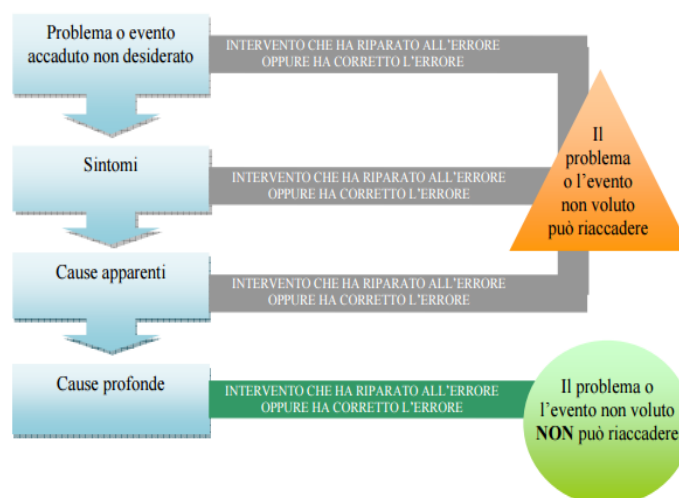 Problema o evento
accaduto non desiderato
INTERVENTO CHE HA RIPARATO ALL'ERRORE
OPPURE HA CORRETTO L'ERRORE
Sintomi
INTERVENTO CHE HA RIPARATO ALL'ERRORE
OPPURE HA CORRETTO L'ERRORE
Il
problema
o l'evento
non voluto
può riaccadere
Cause apparenti
INTERVENTO CHE HA RIPARATO ALL'ERRORE
OPPURE HA CORRETTO L'ERRORE
Cause profonde
INTERVENTO CHE HA RIPARATO ALL'ERRORE
OPPURE HA CORRETTO L'ERRORE
Il problema o
l'evento non voluto
NON può riaccadere